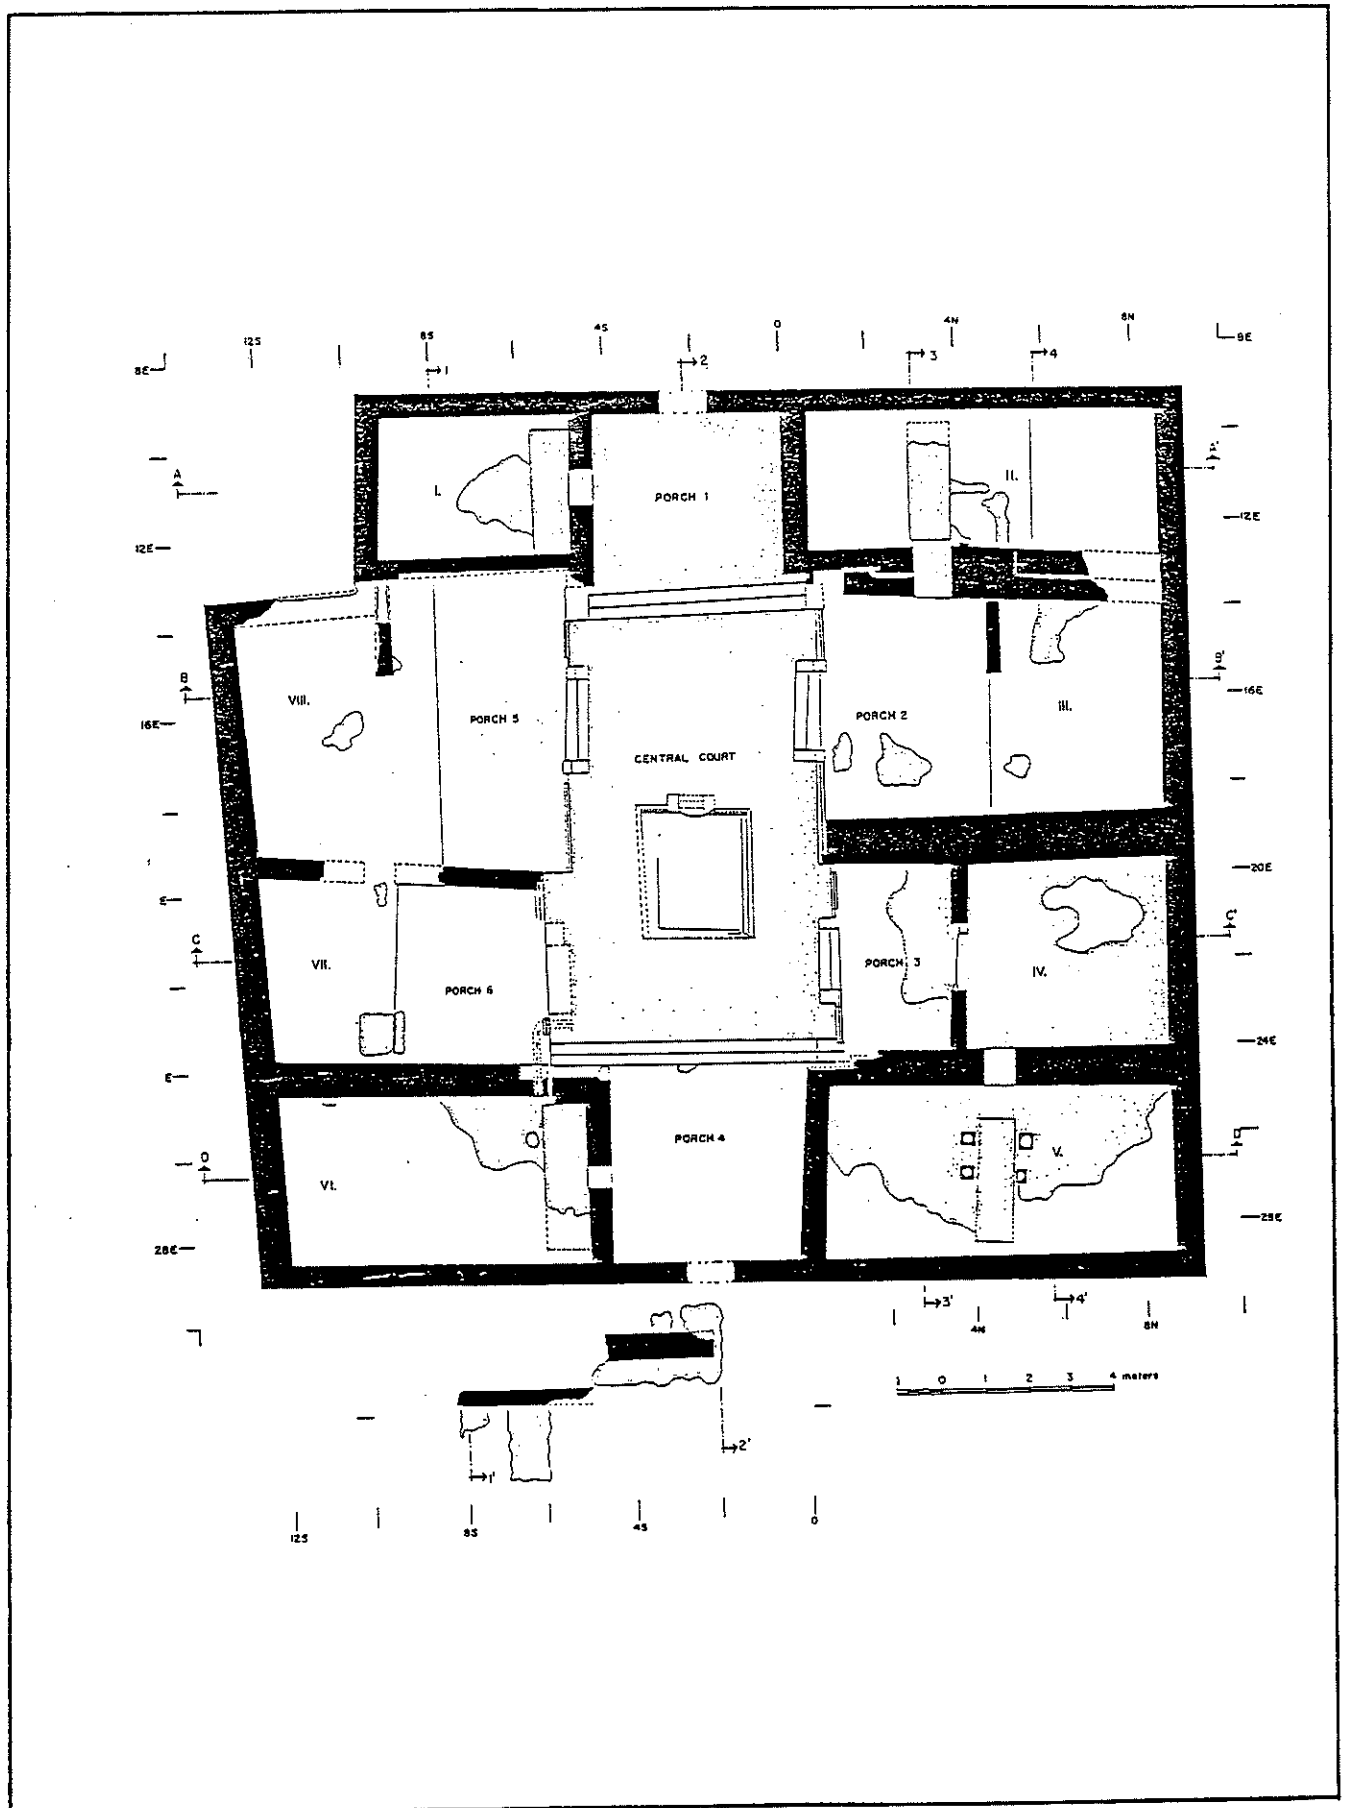 12S 8S 4S 0 4N 8N
8E 1 2 3 4 9E
A I. PORCH 1 II.
12E 12E
B VIII. PORCH 5 PORCH 2 III. B'
16E 16E
CENTRAL COURT
20E
E
C VII. PORCH 6 PORCH 3 IV. C'
24E
E
D VI. PORCH 4 V. D'
28E 25E
3' 4'
4N 8N
1 0 1 2 3 4 meters
2'
1'
12S 8S 4S 0